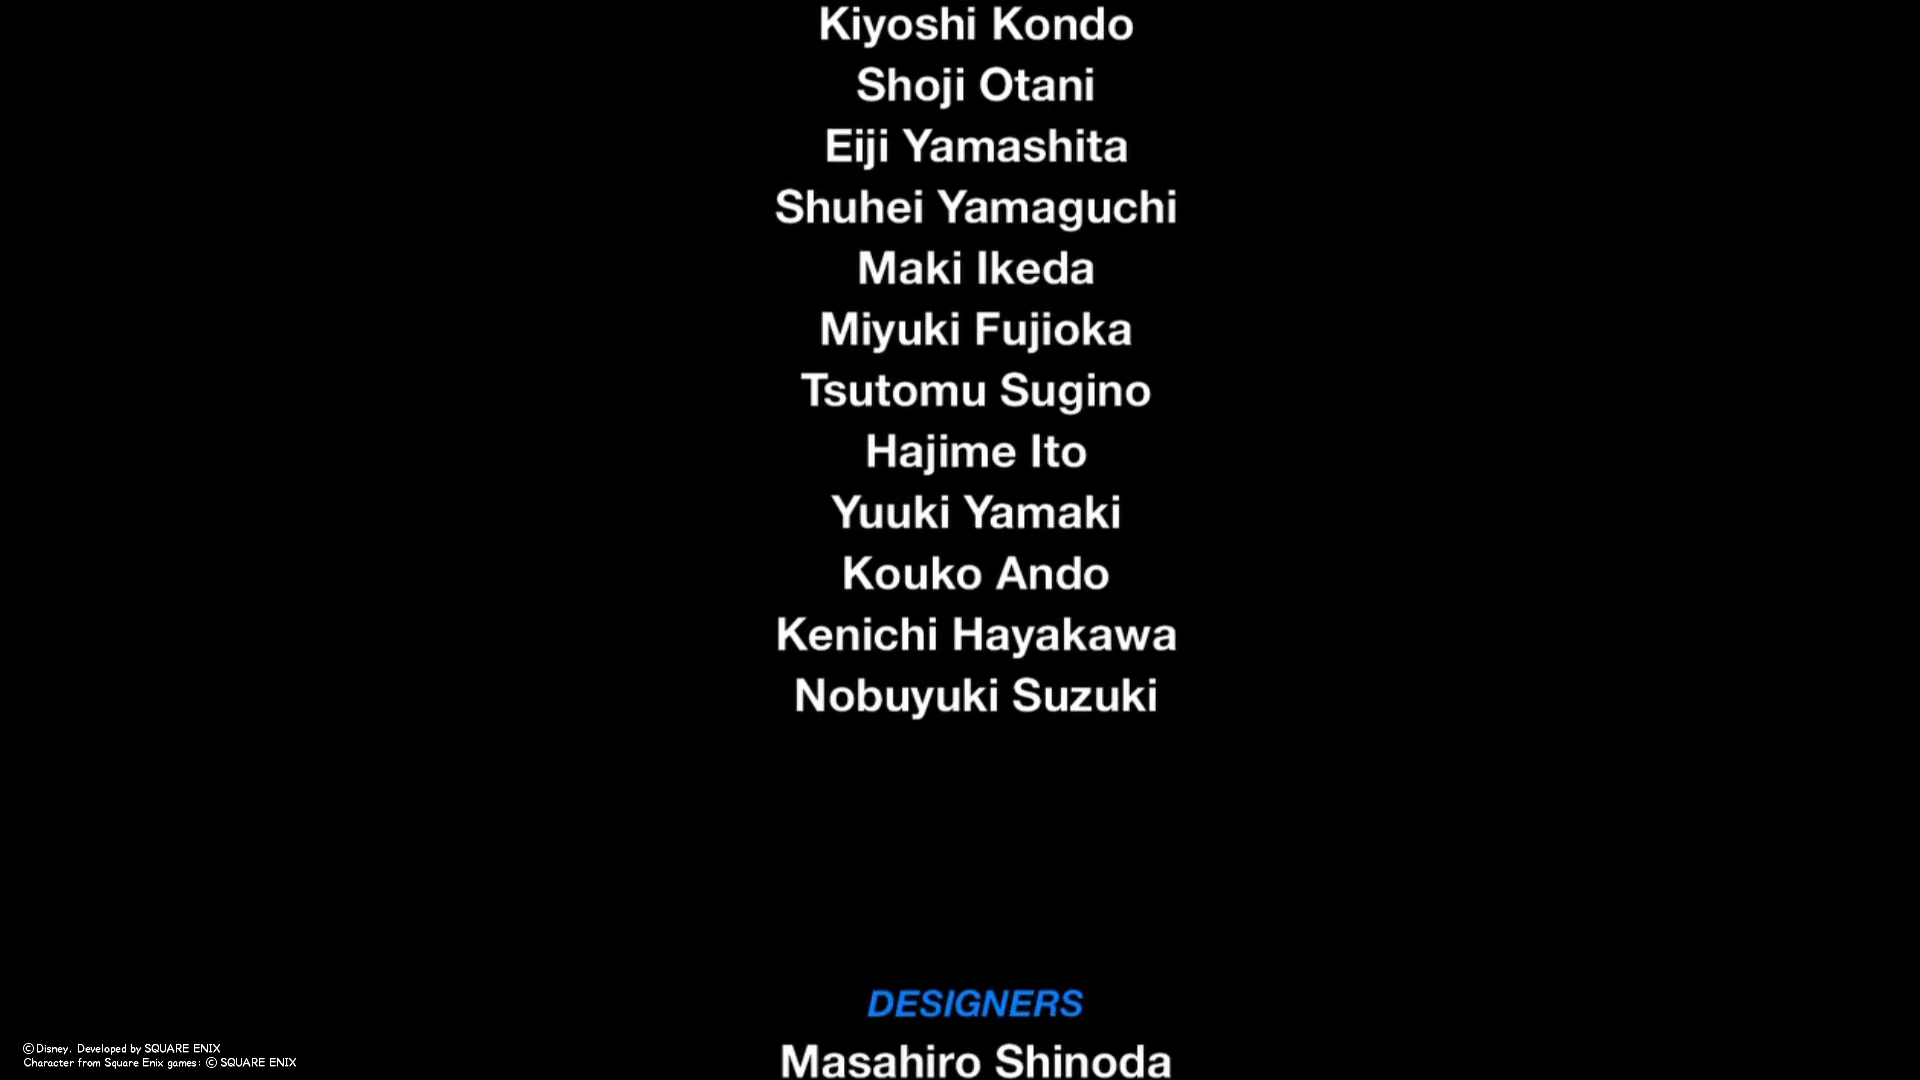 Kiyoshi Kondo
Shoji Otani
Eiji Yamashita
Shuhei Yamaguchi
Maki Ikeda
Miyuki Fujioka
Tsutomu Sugino
Hajime Ito
Yuuki Yamaki
Kouko Ando
Kenichi Hayakawa
Nobuyuki Suzuki
DESIGNERS
Masahiro Shinoda
©Disney. Developed by SQUARE ENIX
Character from Square Enix games: © SQUARE ENIX